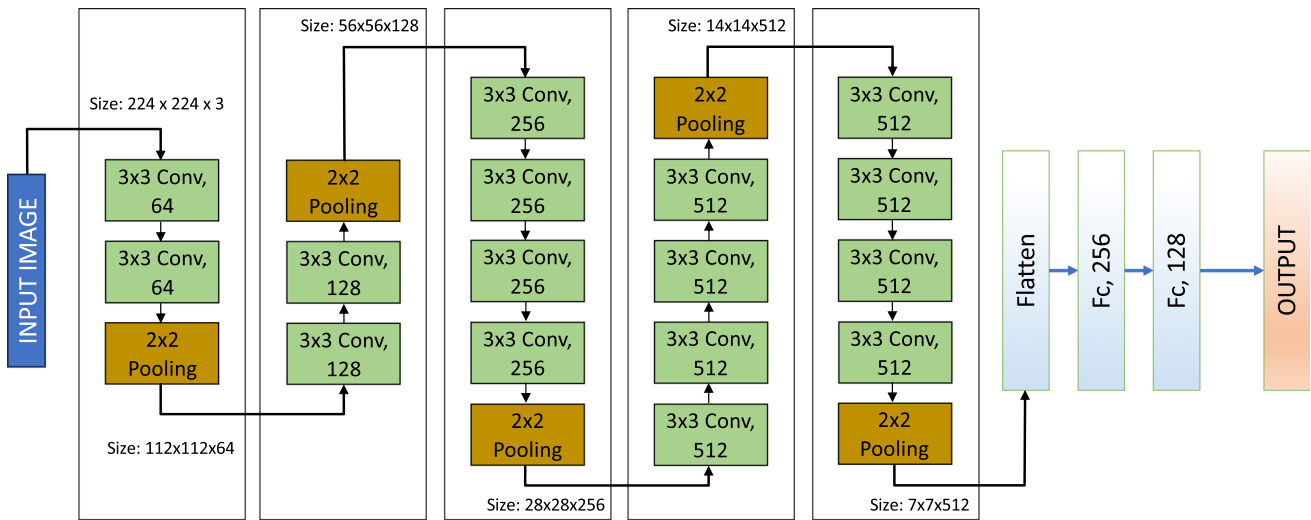 INPUT IMAGE
Size: 224 x 224 x 3
3x3 Conv,
64
3x3 Conv,
64
2x2
Pooling
Size: 112x112x64
Size: 56x56x128
2x2
Pooling
3x3 Conv,
128
3x3 Conv,
128
3x3 Conv,
256
3x3 Conv,
256
3x3 Conv,
256
3x3 Conv,
256
2x2
Pooling
Size: 28x28x256
Size: 14x14x512
2x2
Pooling
3x3 Conv,
512
3x3 Conv,
512
3x3 Conv,
512
3x3 Conv,
512
3x3 Conv,
512
3x3 Conv,
512
3x3 Conv,
512
3x3 Conv,
512
2x2
Pooling
Size: 7x7x512
Flatten
Fc, 256
Fc, 128
OUTPUT